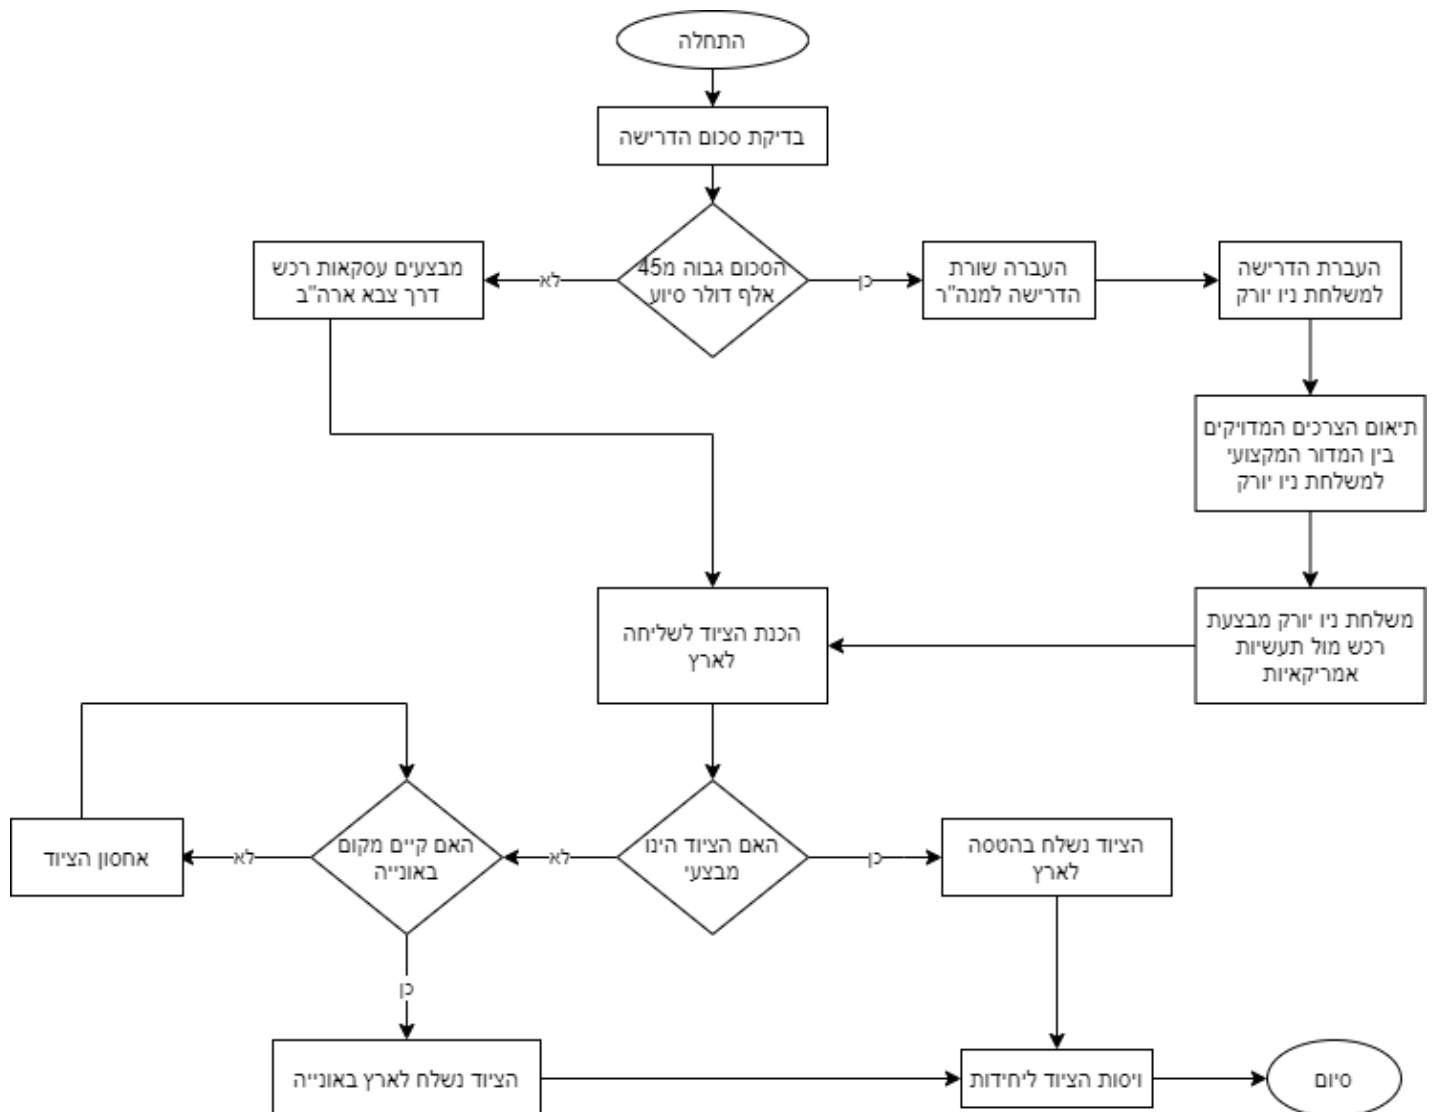 התחלה
בדיקת סכום הדרישה
הסכום גבוה מ45
אלף דולר סיוע
כן
העברה שורת
הדרישה למנה"ר
העברת הדרישה
למשלחת ניו יורק
לא
מבצעים עסקאות רכש
דרך צבא ארה"ב
תיאום הצרכים המדויקים
בין המדור המקצועי
למשלחת ניו יורק
משלחת ניו יורק מבצעת
רכש מול תעשיות
אמריקאיות
הכנת הציוד לשליחה
לארץ
האם הציוד הינו
מבצעי
כן
הציוד נשלח בהטסה
לארץ
לא
האם קיים מקום
באונייה
לא
אחסון הציוד
כן
הציוד נשלח לארץ באונייה
ויסות הציוד ליחידות
סיום